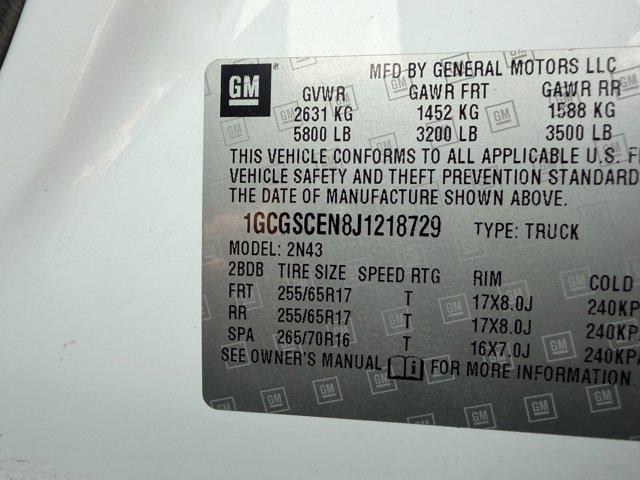 GM
®
MFD BY GENERAL MOTORS LLC
GVWR GAWR FRT GAWR RR
2631 KG 1452 KG 1588 KG
5800 LB 3200 LB 3500 LB
THIS VEHICLE CONFORMS TO ALL APPLICABLE U.S.
VEHICLE SAFETY AND THEFT PREVENTION STANDARD
THE DATE OF MANUFACTURE SHOWN ABOVE.
1GCGSCEN8J1218729 TYPE: TRUCK
MODEL: 2N43
2BDB TIRE SIZE SPEED RTG RIM COLD
FRT 255/65R17 T 17X8.0J 240KP
RR 255/65R17 T 17X8.0J 240KPA
SPA 265/70R16 T 16X7.0J 240KPA
SEE OWNER'S MANUAL i FOR MORE INFORMATION